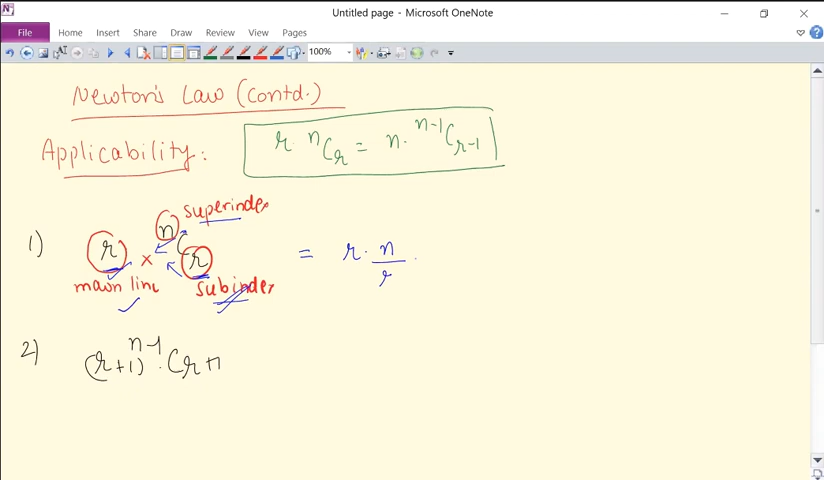 Untitled page - Microsoft OneNote
File Home Insert Share Draw Review View Pages
100%
Newton's Law (Contd.)
Applicability: r · ⁿCᵣ = n · ⁿ⁻¹Cᵣ₋₁
superindex
1) r × ⁿCᵣ = r · n/r ·
main line subindex
2) (r+1) · ⁿ⁻¹Cr+1